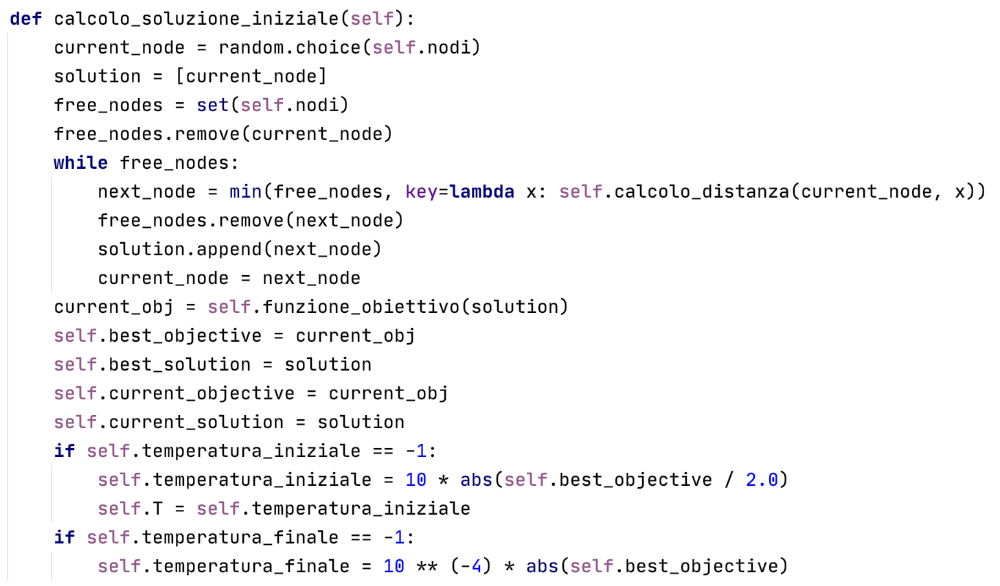 def calcolo_soluzione_iniziale(self):
    current_node = random.choice(self.nodi)
    solution = [current_node]
    free_nodes = set(self.nodi)
    free_nodes.remove(current_node)
    while free_nodes:
        next_node = min(free_nodes, key=lambda x: self.calcolo_distanza(current_node, x))
        free_nodes.remove(next_node)
        solution.append(next_node)
        current_node = next_node
    current_obj = self.funzione_obiettivo(solution)
    self.best_objective = current_obj
    self.best_solution = solution
    self.current_objective = current_obj
    self.current_solution = solution
    if self.temperatura_iniziale == -1:
        self.temperatura_iniziale = 10 * abs(self.best_objective / 2.0)
        self.T = self.temperatura_iniziale
    if self.temperatura_finale == -1:
        self.temperatura_finale = 10 ** (-4) * abs(self.best_objective)